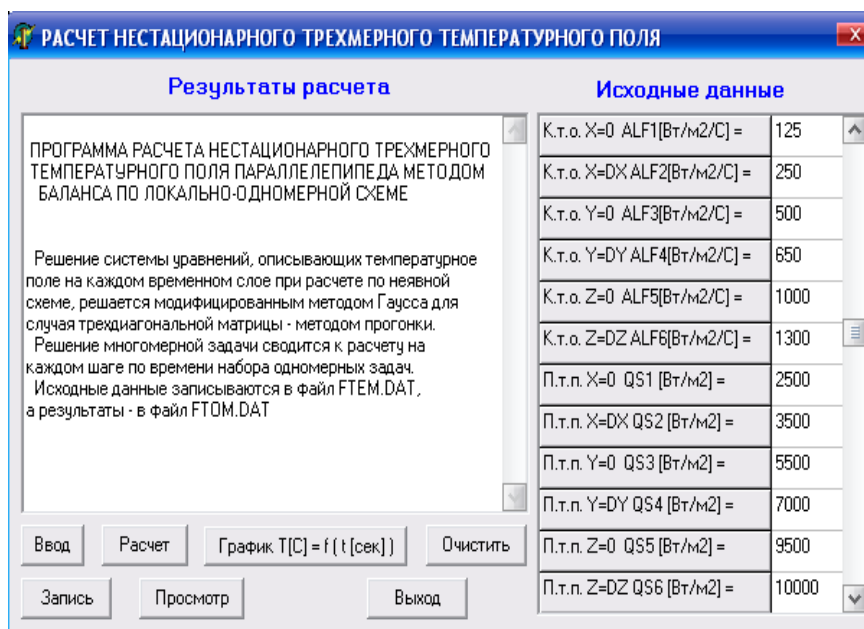 РАСЧЕТ НЕСТАЦИОНАРНОГО ТРЕХМЕРНОГО ТЕМПЕРАТУРНОГО ПОЛЯ
Результаты расчета
ПРОГРАММА РАСЧЕТА НЕСТАЦИОНАРНОГО ТРЕХМЕРНОГО
ТЕМПЕРАТУРНОГО ПОЛЯ ПАРАЛЛЕЛЕПИПЕДА МЕТОДОМ
БАЛАНСА ПО ЛОКАЛЬНО-ОДНОМЕРНОЙ СХЕМЕ
Решение системы уравнений, описывающих температурное
поле на каждом временном слое при расчете по неявной
схеме, решается модифицированным методом Гаусса для
случая трехдиагональной матрицы - методом прогонки.
Решение многомерной задачи сводится к расчету на
каждом шаге по времени набора одномерных задач.
Исходные данные записываются в файл FTEM.DAT,
а результаты - в файл FTOM.DAT
Ввод Расчет График T[C] = f ( t [сек] ) Очистить
Запись Просмотр Выход
Исходные данные
К.т.о. X=0 ALF1[Вт/м2/С] = 125
К.т.о. X=DX ALF2[Вт/м2/С] = 250
К.т.о. Y=0 ALF3[Вт/м2/С] = 500
К.т.о. Y=DY ALF4[Вт/м2/С] = 650
К.т.о. Z=0 ALF5[Вт/м2/С] = 1000
К.т.о. Z=DZ ALF6[Вт/м2/С] = 1300
П.т.п. X=0 QS1 [Вт/м2] = 2500
П.т.п. X=DX QS2 [Вт/м2] = 3500
П.т.п. Y=0 QS3 [Вт/м2] = 5500
П.т.п. Y=DY QS4 [Вт/м2] = 7000
П.т.п. Z=0 QS5 [Вт/м2] = 9500
П.т.п. Z=DZ QS6 [Вт/м2] = 10000